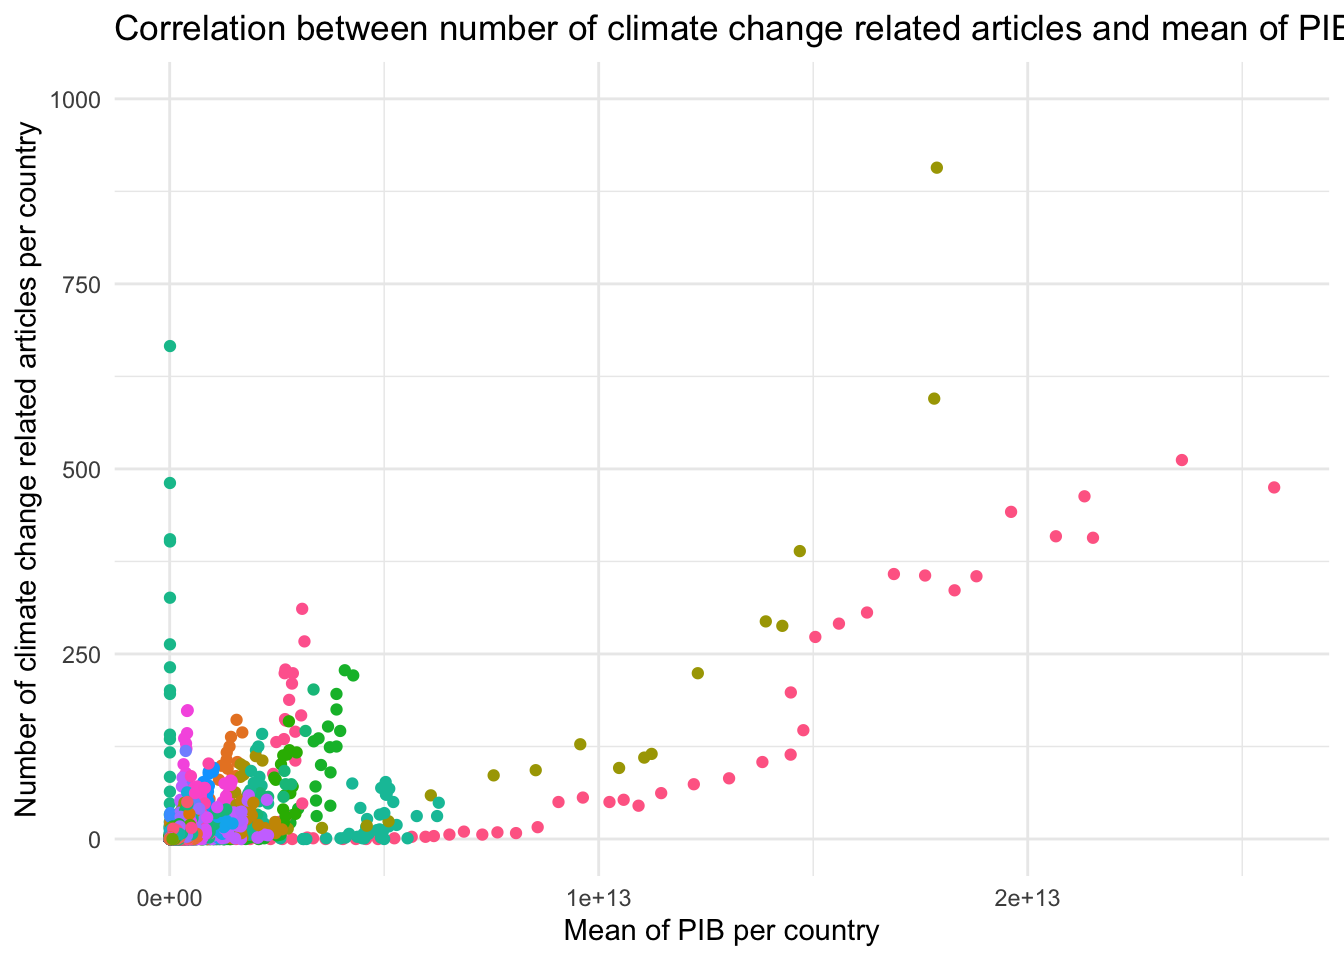 Correlation between number of climate change related articles and mean of PIB
1000
750
500
250
0
Number of climate change related articles per country
0e+00
1e+13
2e+13
Mean of PIB per country